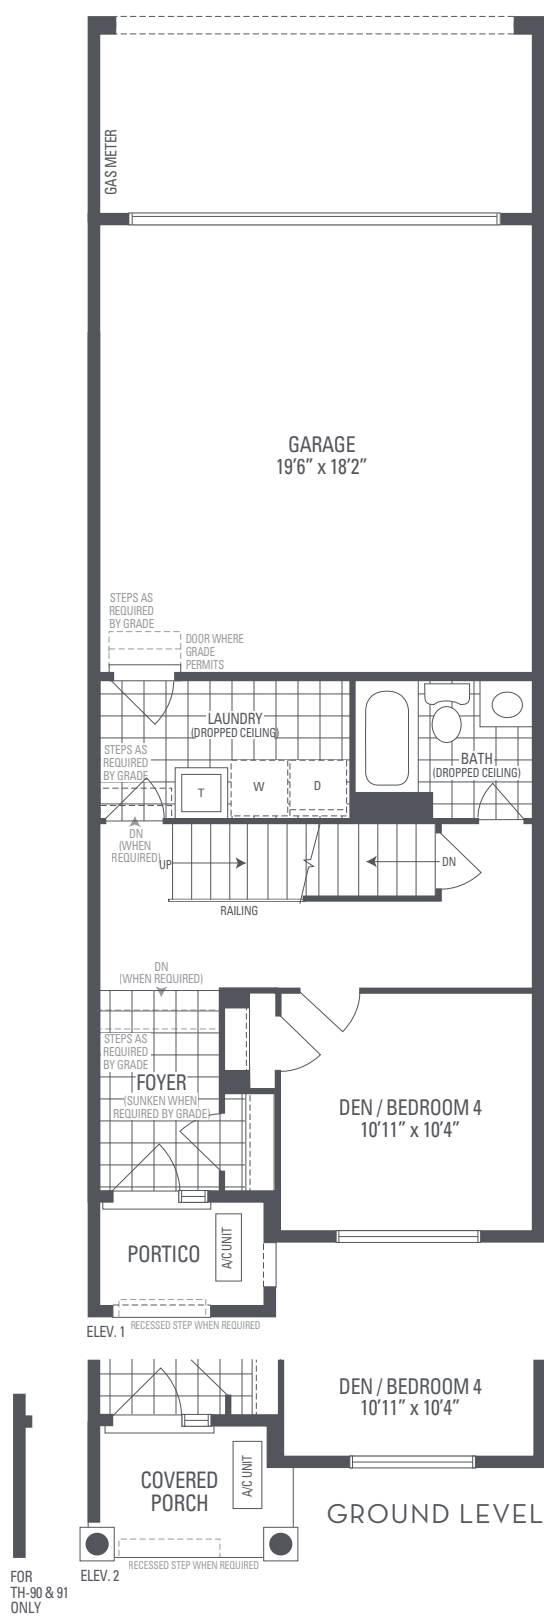 GAS METER
GARAGE
19'6" x 18'2"
STEPS AS
REQUIRED
BY GRADE
DOOR WHERE
GRADE
PERMITS
LAUNDRY
(DROPPED CEILING)
STEPS AS
REQUIRED
BY GRADE
T
W
D
BATH
(DROPPED CEILING)
DN
(WHEN
REQUIRED)
UP
DN
RAILING
DN
(WHEN REQUIRED)
STEPS AS
REQUIRED
BY GRADE
FOYER
(SUNKEN WHEN
REQUIRED BY GRADE)
DEN / BEDROOM 4
10'11" x 10'4"
PORTICO
A/C UNIT
ELEV. 1
RECESSED STEP WHEN REQUIRED
DEN / BEDROOM 4
10'11" x 10'4"
COVERED
PORCH
A/C UNIT
GROUND LEVEL
RECESSED STEP WHEN REQUIRED
ELEV. 2
FOR
TH-90 & 91
ONLY